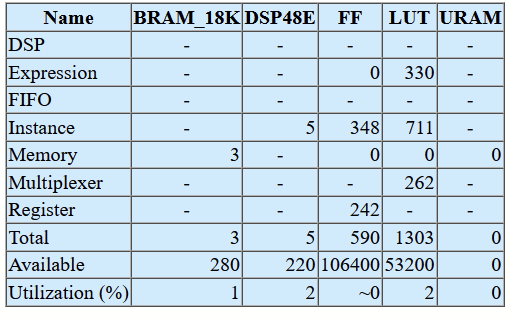 Name BRAM_18K DSP48E FF LUT URAM
DSP - - - - -
Expression - - 0 330 -
FIFO - - - - -
Instance - 5 348 711 -
Memory 3 - 0 0 0
Multiplexer - - - 262 -
Register - - 242 - -
Total 3 5 590 1303 0
Available 280 220 106400 53200 0
Utilization (%) 1 2 ~0 2 0